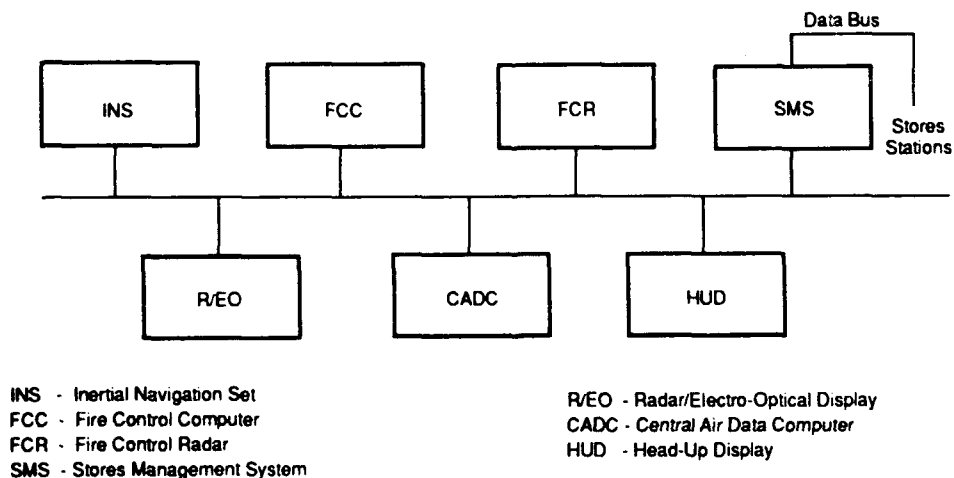 Data Bus
INS
FCC
FCR
SMS
Stores
Stations
R/EO
CADC
HUD
INS - Inertial Navigation Set
FCC - Fire Control Computer
FCR - Fire Control Radar
SMS - Stores Management System
R/EO - Radar/Electro-Optical Display
CADC - Central Air Data Computer
HUD - Head-Up Display